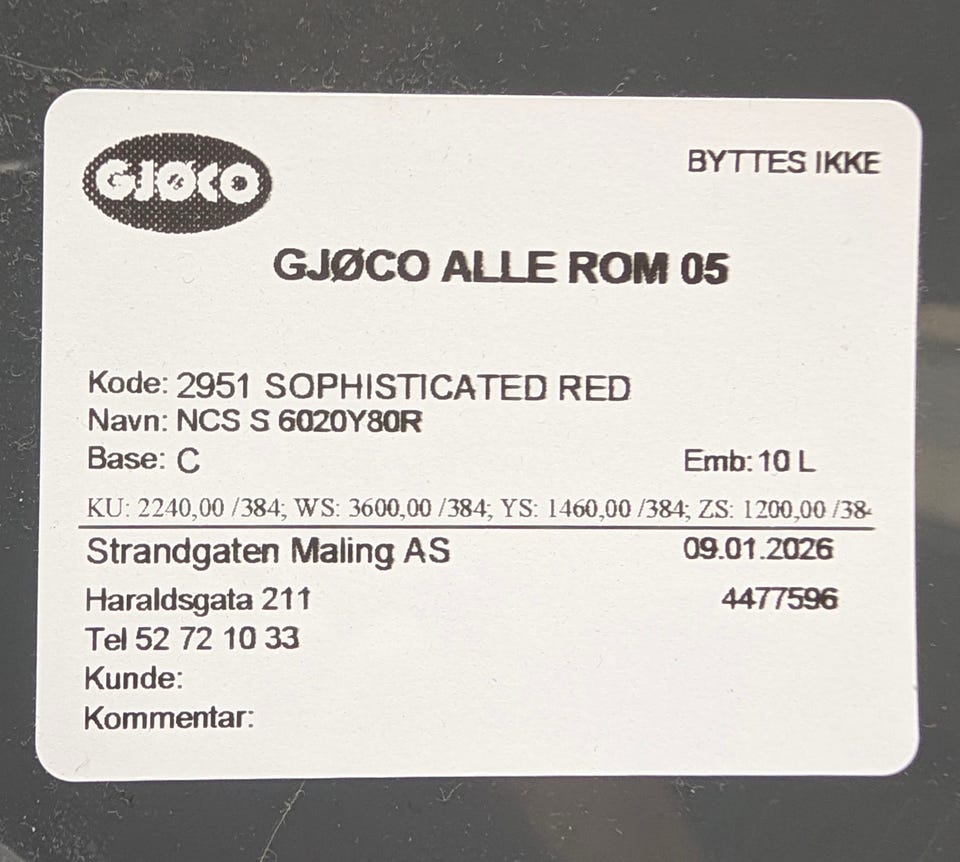 GJØCO
BYTTES IKKE
GJØCO ALLE ROM 05
Kode: 2951 SOPHISTICATED RED
Navn: NCS S 6020Y80R
Base: C Emb: 10 L
KU: 2240,00 /384; WS: 3600,00 /384; YS: 1460,00 /384; ZS: 1200,00 /38
Strandgaten Maling AS 09.01.2026
Haraldsgata 211 4477596
Tel 52 72 10 33
Kunde:
Kommentar: